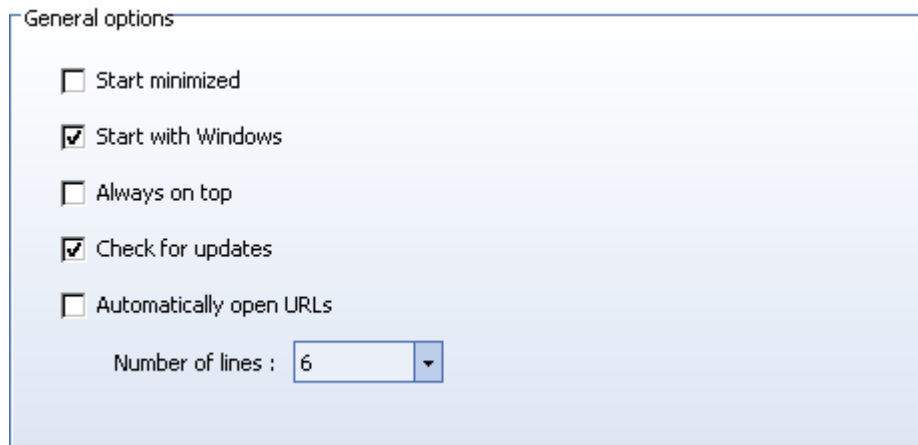 General options
Start minimized
Start with Windows
Always on top
Check for updates
Automatically open URLs
Number of lines : 6